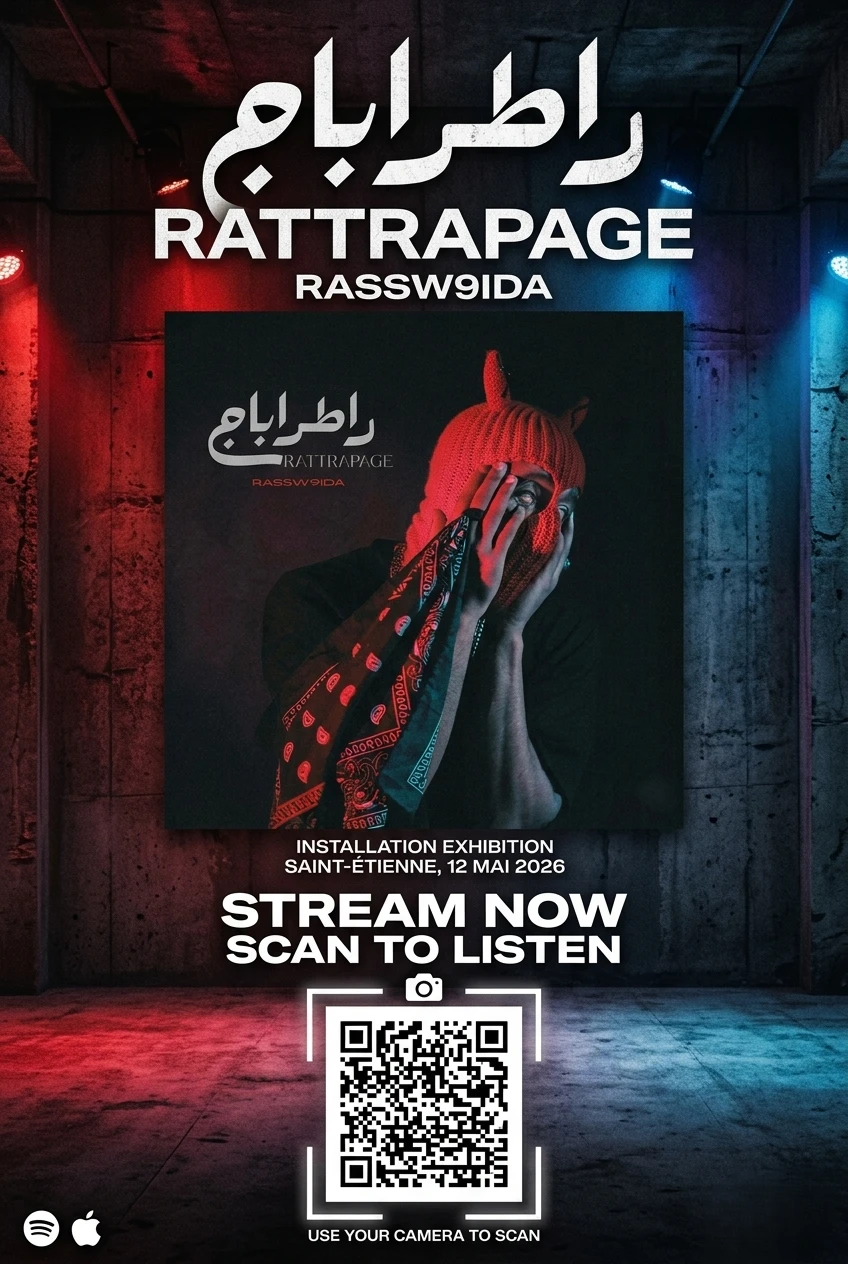 راطراباج
RATTRAPAGE
RASSW9IDA
راطراباج
RATTRAPAGE
RASSW9IDA
INSTALLATION EXHIBITION
SAINT-ÉTIENNE, 12 MAI 2026
STREAM NOW
SCAN TO LISTEN
USE YOUR CAMERA TO SCAN